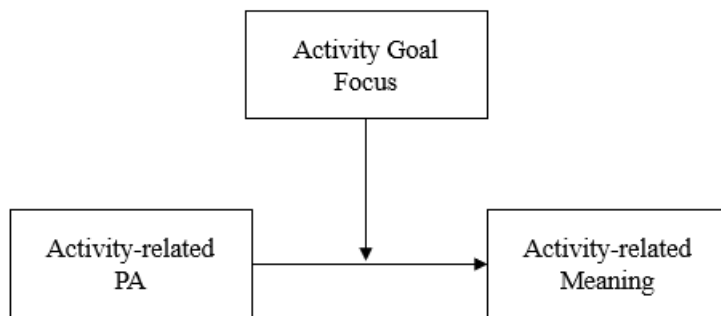 Activity Goal
Focus
Activity-related
PA
Activity-related
Meaning